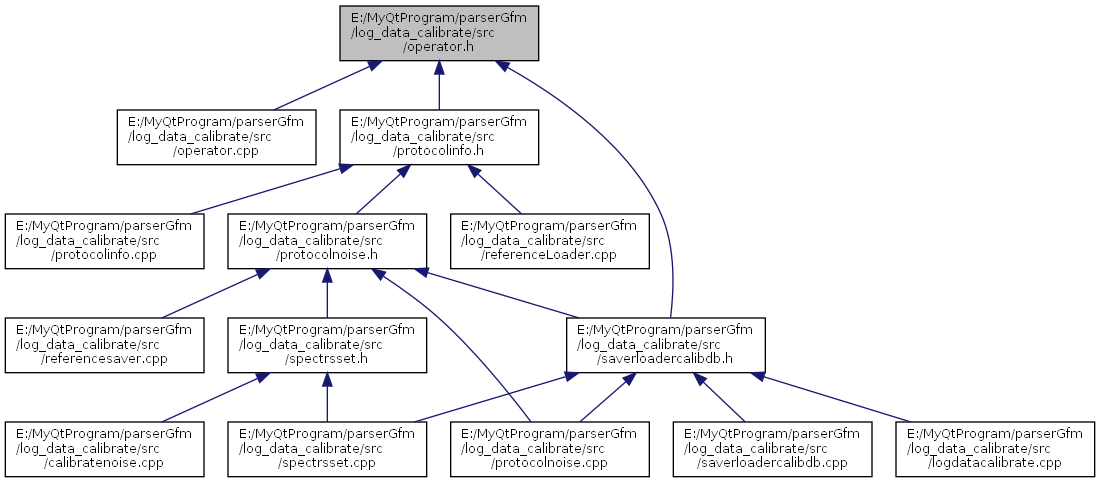 E:/MyQtProgram/parserGfm
/log_data_calibrate/src
/operator.h
E:/MyQtProgram/parserGfm
/log_data_calibrate/src
/operator.cpp
E:/MyQtProgram/parserGfm
/log_data_calibrate/src
/protocolinfo.h
E:/MyQtProgram/parserGfm
/log_data_calibrate/src
/protocolinfo.cpp
E:/MyQtProgram/parserGfm
/log_data_calibrate/src
/protocolnoise.h
E:/MyQtProgram/parserGfm
/log_data_calibrate/src
/referenceLoader.cpp
E:/MyQtProgram/parserGfm
/log_data_calibrate/src
/referencesaver.cpp
E:/MyQtProgram/parserGfm
/log_data_calibrate/src
/spectrsset.h
E:/MyQtProgram/parserGfm
/log_data_calibrate/src
/saverloadercalibdb.h
E:/MyQtProgram/parserGfm
/log_data_calibrate/src
/calibratenoise.cpp
E:/MyQtProgram/parserGfm
/log_data_calibrate/src
/spectrsset.cpp
E:/MyQtProgram/parserGfm
/log_data_calibrate/src
/protocolnoise.cpp
E:/MyQtProgram/parserGfm
/log_data_calibrate/src
/saverloadercalibdb.cpp
E:/MyQtProgram/parserGfm
/log_data_calibrate/src
/logdatacalibrate.cpp